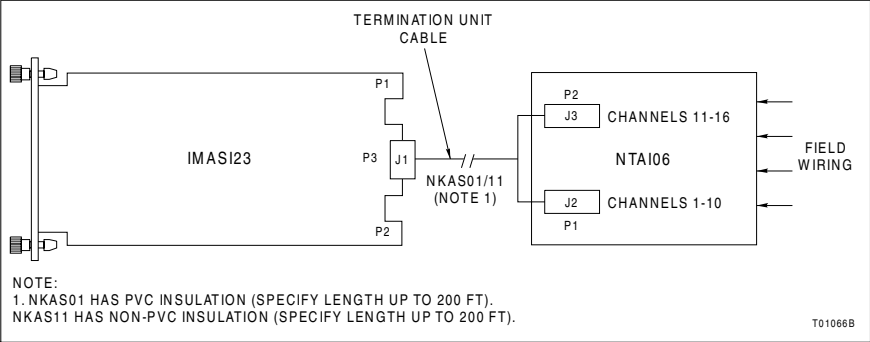 TERMINATION UNIT
CABLE
P1
P2
J3
CHANNELS 11-16
IMASI23
P3
J1
NTAI06
FIELD
WIRING
NKAS01/11
(NOTE 1)
J2
CHANNELS 1-10
P1
P2
NOTE:
1. NKAS01 HAS PVC INSULATION (SPECIFY LENGTH UP TO 200 FT).
NKAS11 HAS NON-PVC INSULATION (SPECIFY LENGTH UP TO 200 FT).
T01066B